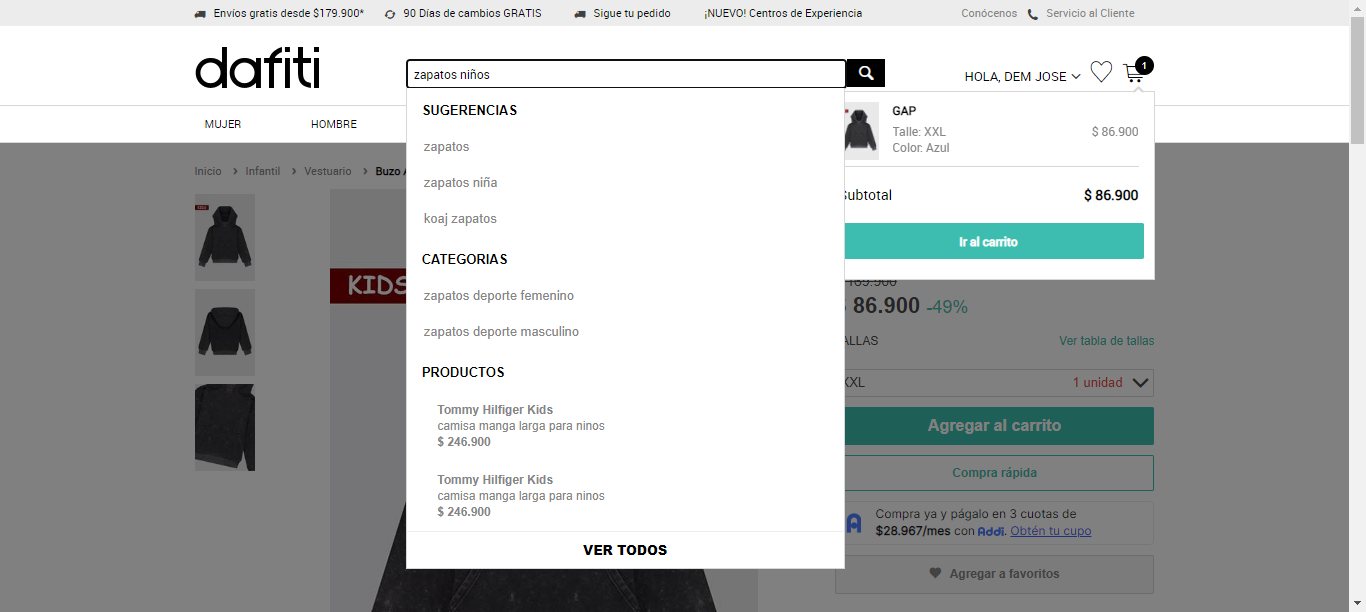 Envíos gratis desde $179.900*
90 Días de cambios GRATIS
Sigue tu pedido
¡NUEVO! Centros de Experiencia
Conócenos
Servicio al Cliente
dafiti
zapatos niños
HOLA, DEM JOSE
1
MUJER
HOMBRE
SUGERENCIAS
zapatos
zapatos niña
koaj zapatos
CATEGORIAS
zapatos deporte femenino
zapatos deporte masculino
PRODUCTOS
Tommy Hilfiger Kids
camisa manga larga para ninos
$ 246.900
Tommy Hilfiger Kids
camisa manga larga para ninos
$ 246.900
VER TODOS
GAP
Talle: XXL
$ 86.900
Color: Azul
Subtotal
$ 86.900
Ir al carrito
Inicio
Infantil
Vestuario
Buzo
KIDS
86.900 -49%
TALLAS
Ver tabla de tallas
XXL
1 unidad
Agregar al carrito
Compra rápida
Compra ya y págalo en 3 cuotas de
$28.967/mes con Addi. Obtén tu cupo
Agregar a favoritos